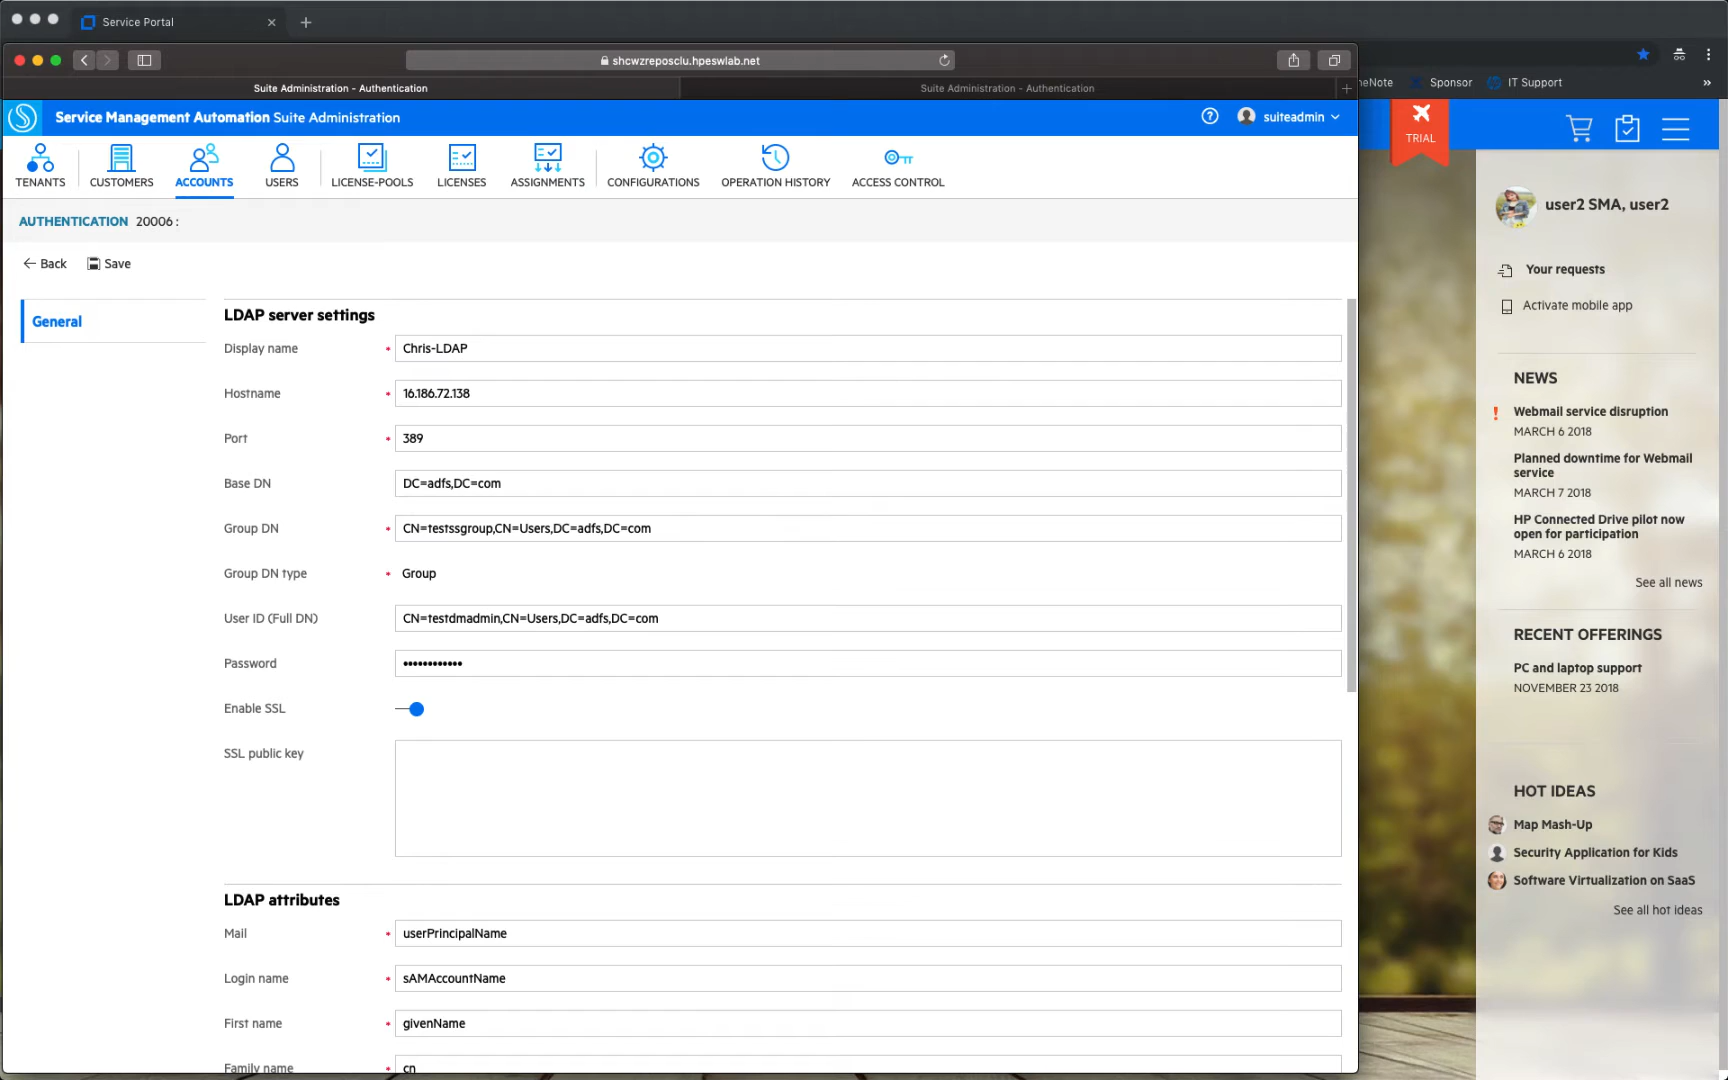 Service Portal
shcwzreposclu.hpeswlab.net
Suite Administration - Authentication
Suite Administration - Authentication
Sponsor
IT Support
»
Service Management Automation Suite Administration
suiteadmin
TRIAL
TENANTS
CUSTOMERS
ACCOUNTS
USERS
LICENSE-POOLS
LICENSES
ASSIGNMENTS
CONFIGURATIONS
OPERATION HISTORY
ACCESS CONTROL
AUTHENTICATION 20006 :
Back
Save
General
LDAP server settings
Display name * Chris-LDAP
Hostname * 16.186.72.138
Port * 389
Base DN DC=adfs,DC=com
Group DN * CN=testssgroup,CN=Users,DC=adfs,DC=com
Group DN type * Group
User ID (Full DN) CN=testdmadmin,CN=Users,DC=adfs,DC=com
Password ••••••••••••
Enable SSL
SSL public key
LDAP attributes
Mail * userPrincipalName
Login name * sAMAccountName
First name * givenName
Family name * cn
user2 SMA, user2
Your requests
Activate mobile app
NEWS
! Webmail service disruption
MARCH 6 2018
Planned downtime for Webmail
service
MARCH 7 2018
HP Connected Drive pilot now
open for participation
MARCH 6 2018
See all news
RECENT OFFERINGS
PC and laptop support
NOVEMBER 23 2018
HOT IDEAS
Map Mash-Up
Security Application for Kids
Software Virtualization on SaaS
See all hot ideas